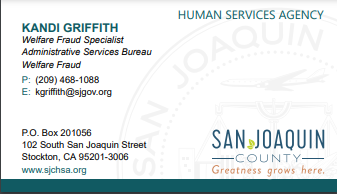 HUMAN SERVICES AGENCY
KANDI GRIFFITH
Welfare Fraud Specialist
Administrative Services Bureau
Welfare Fraud
P: (209) 468-1088
E: kgriffith@sjgov.org
P.O. Box 201056
102 South San Joaquin Street
Stockton, CA 95201-3006
www.sjchsa.org
SAN JOAQUIN
COUNTY
Greatness grows here.
SAN JOAQUIN